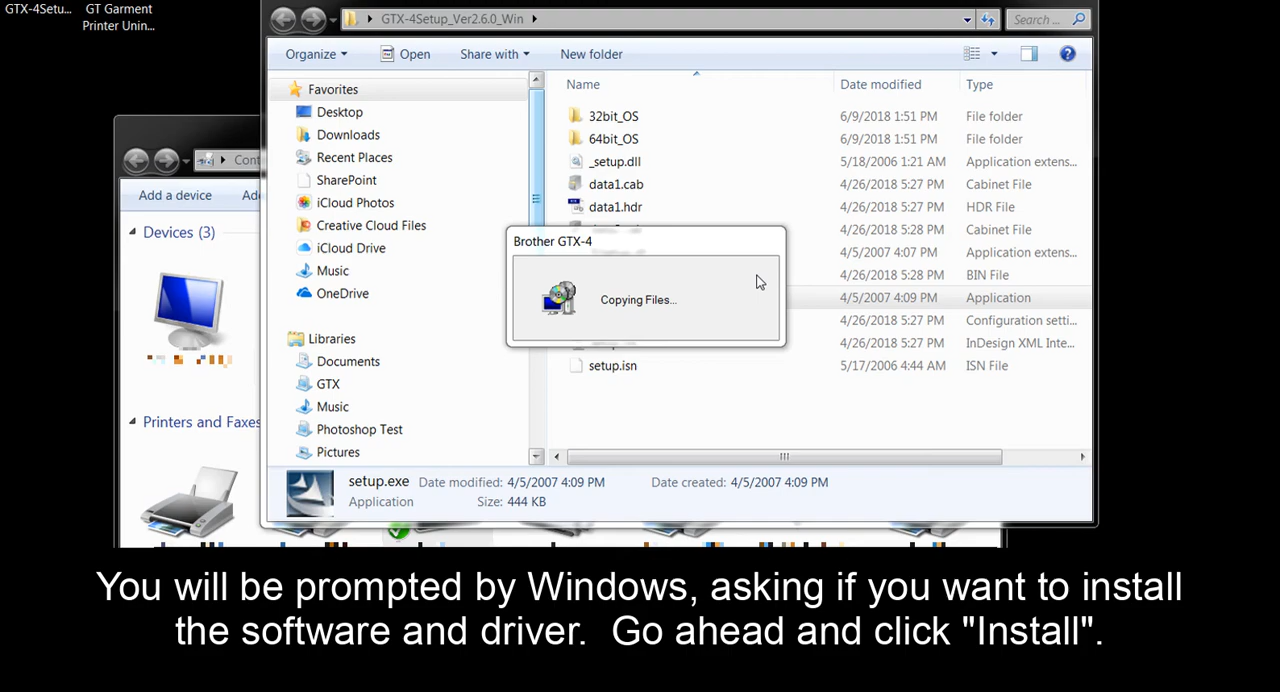 GTX-4Setu...
GT Garment
Printer Unin...
GTX-4Setup_Ver2.6.0_Win
Search ...
Organize
Open
Share with
New folder
Name
Date modified
Type
Favorites
Desktop
Downloads
Recent Places
SharePoint
iCloud Photos
Creative Cloud Files
iCloud Drive
Music
OneDrive
Libraries
Documents
GTX
Music
Photoshop Test
Pictures
32bit_OS 6/9/2018 1:51 PM File folder
64bit_OS 6/9/2018 1:51 PM File folder
_setup.dll 5/18/2006 1:21 AM Application extens...
data1.cab 4/26/2018 5:27 PM Cabinet File
data1.hdr 4/26/2018 5:27 PM HDR File
4/26/2018 5:28 PM Cabinet File
4/5/2007 4:07 PM Application extens...
4/26/2018 5:28 PM BIN File
4/5/2007 4:09 PM Application
4/26/2018 5:27 PM Configuration setti...
4/26/2018 5:27 PM InDesign XML Inte...
setup.isn 5/17/2006 4:44 AM ISN File
Brother GTX-4
Copying Files...
Cont
Add a device
Ad
Devices (3)
Printers and Faxes
setup.exe Date modified: 4/5/2007 4:09 PM Date created: 4/5/2007 4:09 PM
Application Size: 444 KB
You will be prompted by Windows, asking if you want to install
the software and driver. Go ahead and click "Install".